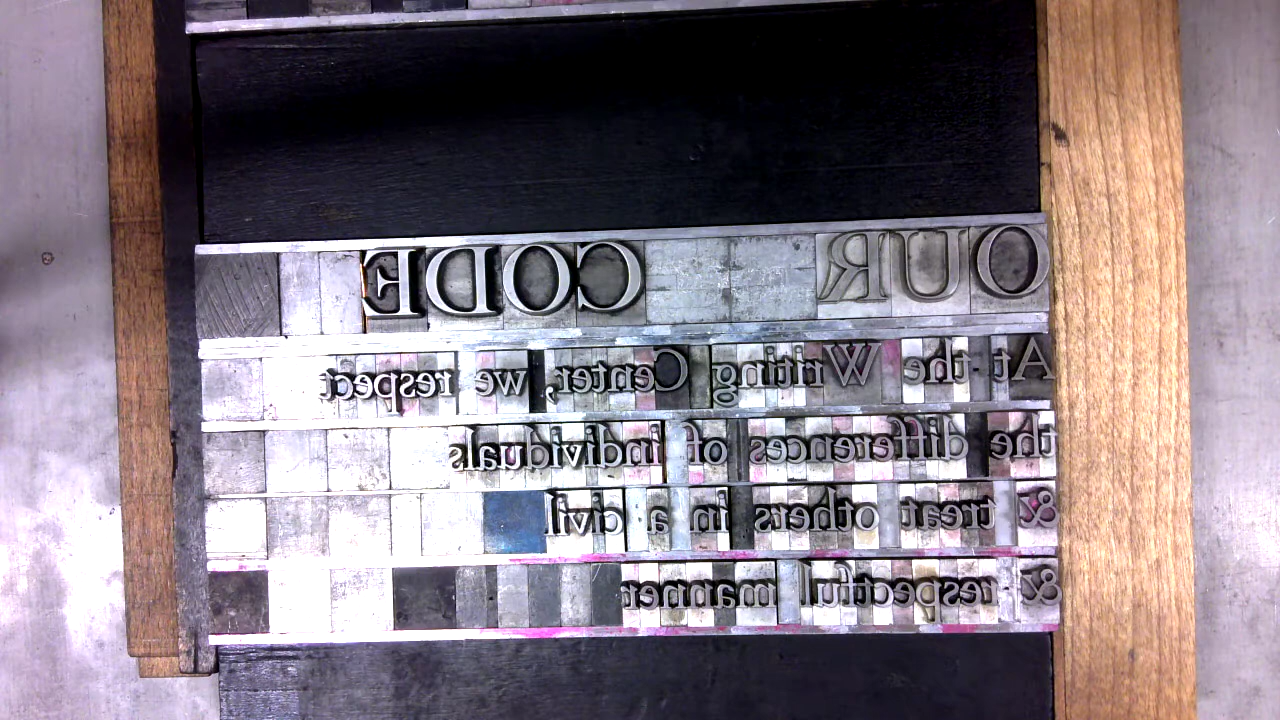 OUR CODE
At the Writing Center, we respect
the differences of individuals
& treat others in a civil
& respectful manner